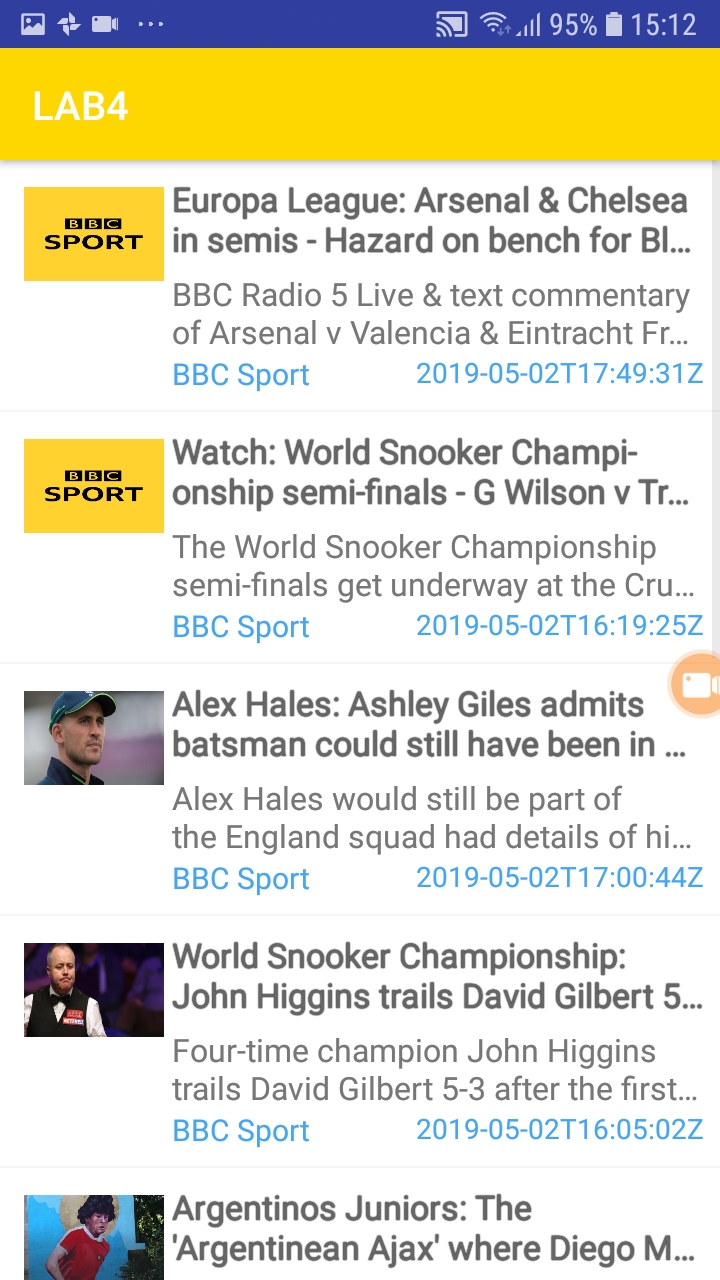 95% 15:12
LAB4
BBC
SPORT
Europa League: Arsenal & Chelsea
in semis - Hazard on bench for Bl...
BBC Radio 5 Live & text commentary
of Arsenal v Valencia & Eintracht Fr...
BBC Sport 2019-05-02T17:49:31Z
BBC
SPORT
Watch: World Snooker Champi-
onship semi-finals - G Wilson v Tr...
The World Snooker Championship
semi-finals get underway at the Cru...
BBC Sport 2019-05-02T16:19:25Z
Alex Hales: Ashley Giles admits
batsman could still have been in ...
Alex Hales would still be part of
the England squad had details of hi...
BBC Sport 2019-05-02T17:00:44Z
World Snooker Championship:
John Higgins trails David Gilbert 5...
Four-time champion John Higgins
trails David Gilbert 5-3 after the first...
BBC Sport 2019-05-02T16:05:02Z
Argentinos Juniors: The
'Argentinean Ajax' where Diego M...